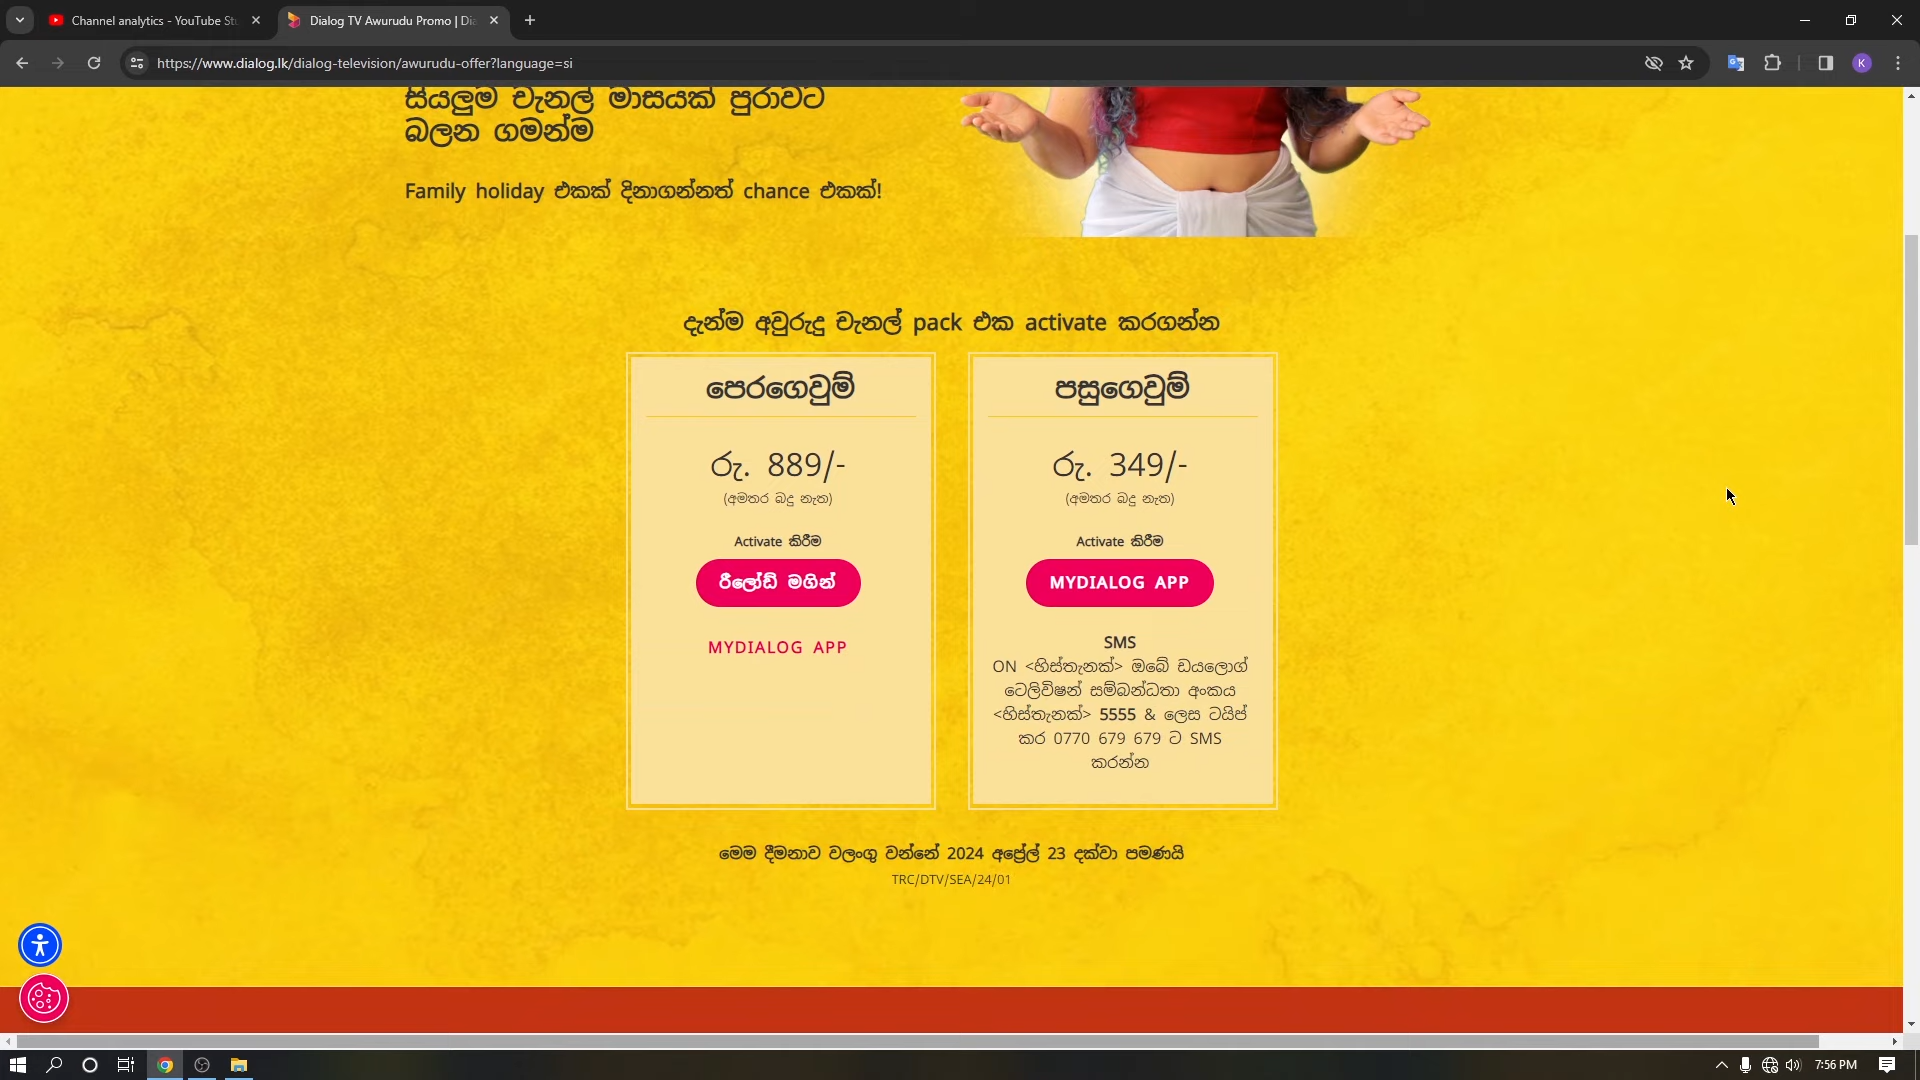 Channel analytics - YouTube Stu
Dialog TV Awurudu Promo | Dia
https://www.dialog.lk/dialog-television/awurudu-offer?language=si
K
සියලුම චැනල් මාසයක් පුරාවට
බලන ගමන්ම
Family holiday එකක් දිනාගන්නත් chance එකක්!
දැන්ම අවුරුදු චැනල් pack එක activate කරගන්න
පෙරගෙවුම්
රු. 889/-
(අමතර බදු නැත)
Activate කිරීම
රීලෝඩ් මගින්
MYDIALOG APP
පසුගෙවුම්
රු. 349/-
(අමතර බදු නැත)
Activate කිරීම
MYDIALOG APP
SMS
ON <හිස්තැනක්> ඔබේ ඩයලොග්
ටෙලිවිෂන් සම්බන්ධතා අංකය
<හිස්තැනක්> 5555 & ලෙස ටයිප්
කර 0770 679 679 ට SMS
කරන්න
මෙම දීමනාව වලංගු වන්නේ 2024 අප්‍රේල් 23 දක්වා පමණයි
TRC/DTV/SEA/24/01
7:56 PM